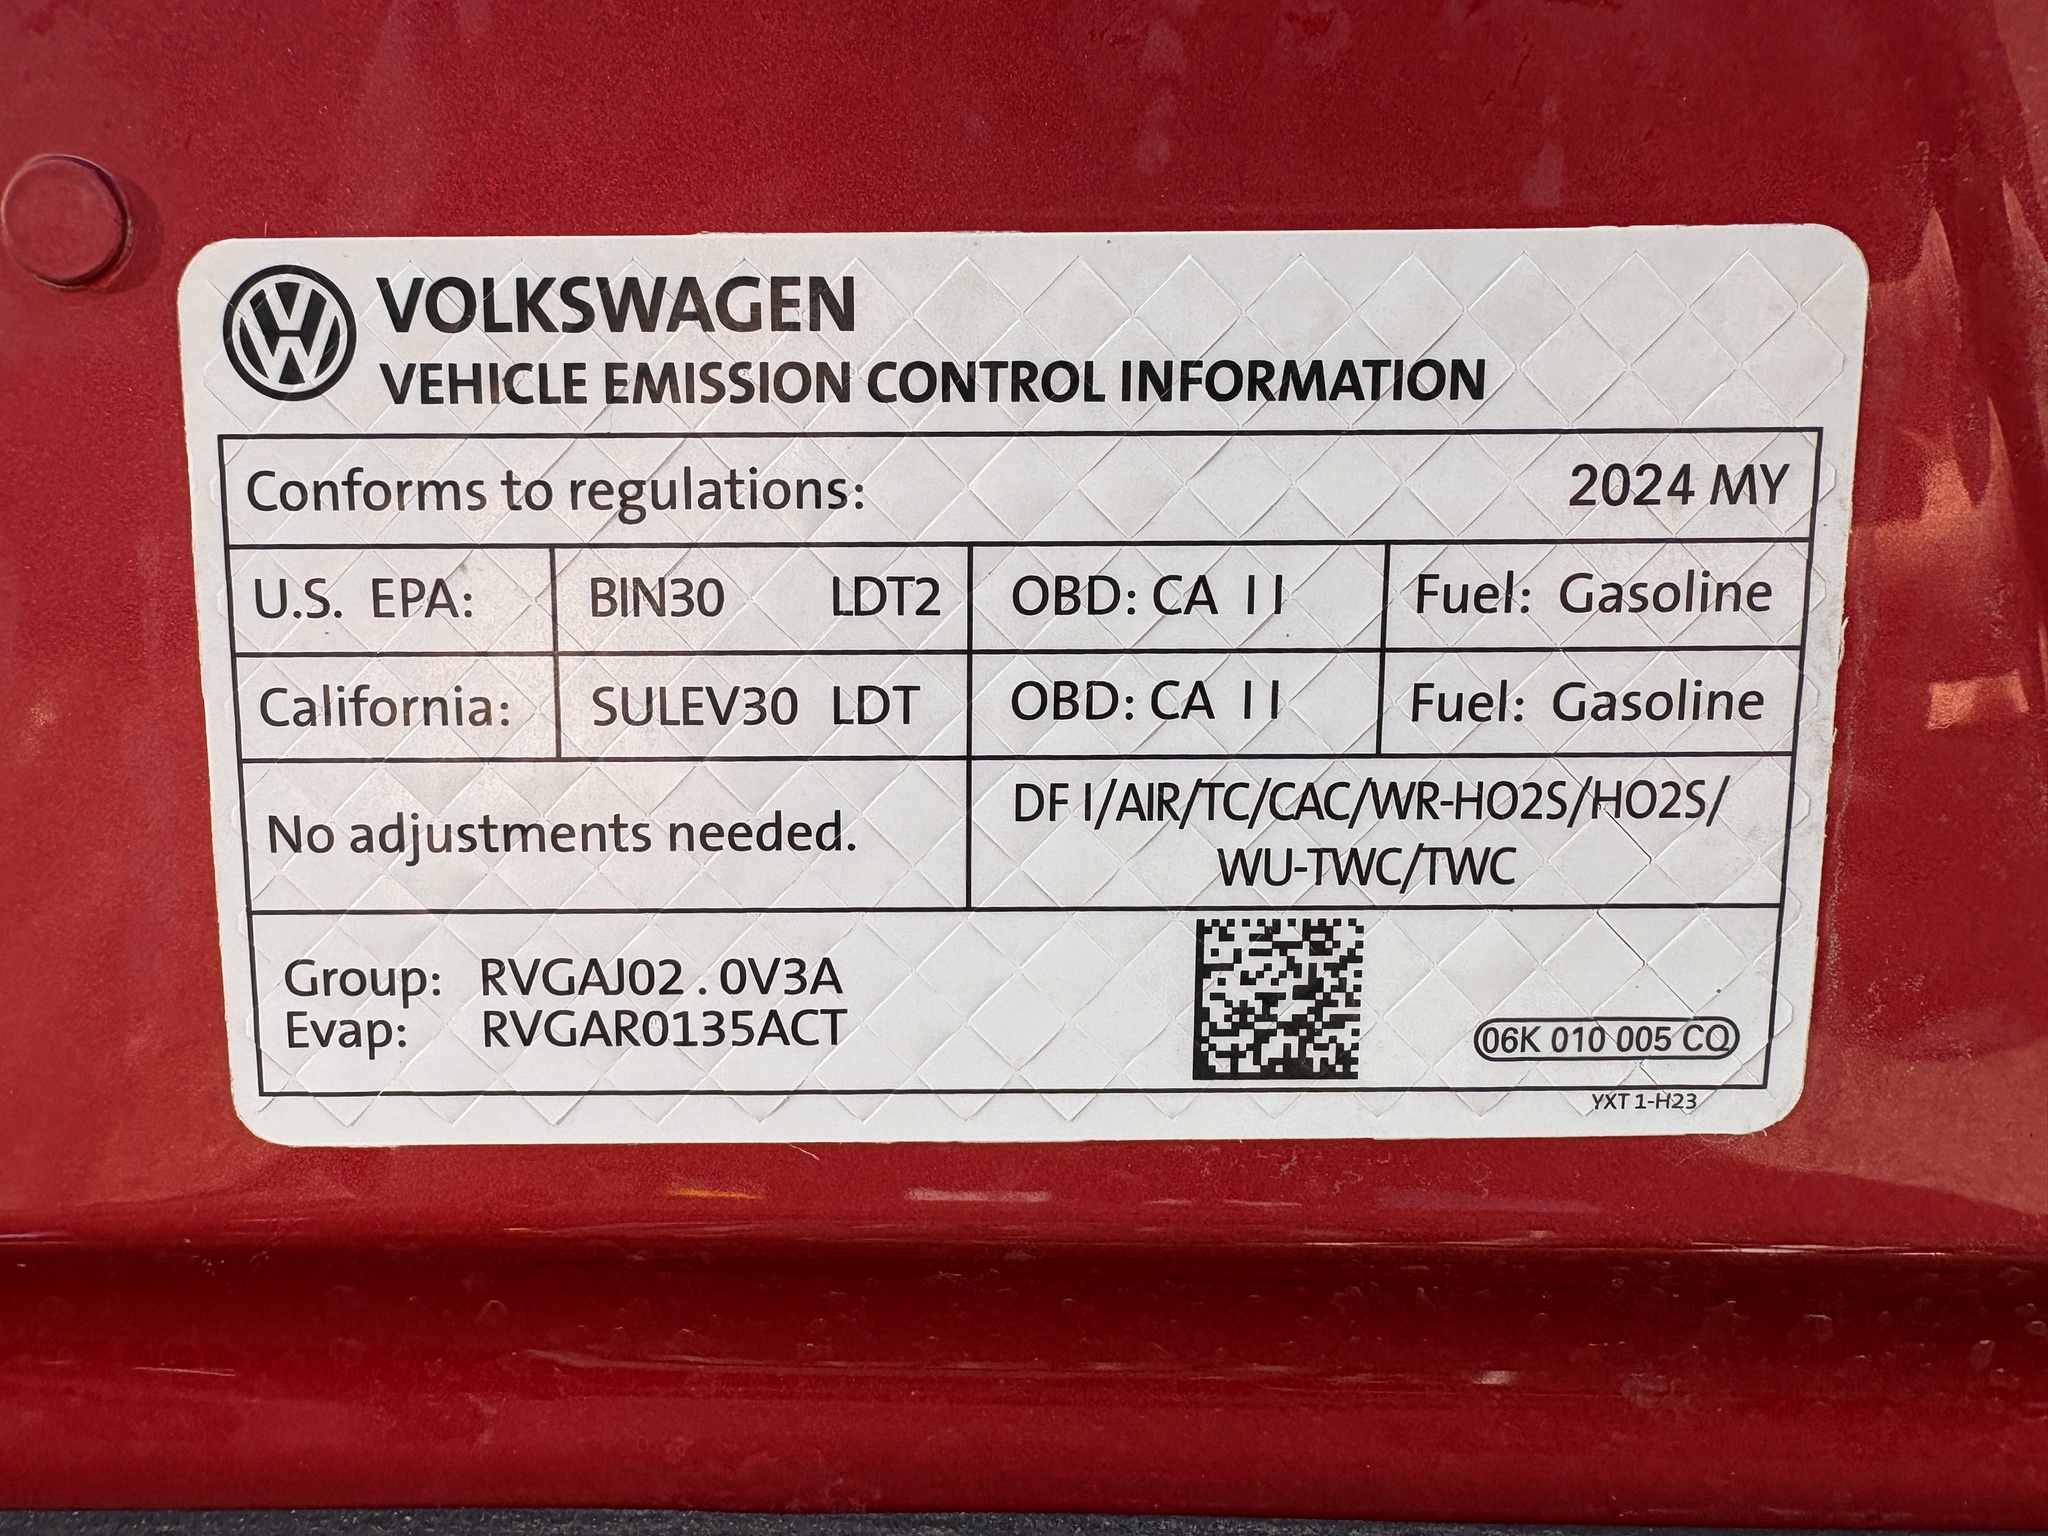 VOLKSWAGEN
VEHICLE EMISSION CONTROL INFORMATION
Conforms to regulations: 2024 MY
U.S. EPA: BIN30 LDT2 OBD: CA II Fuel: Gasoline
California: SULEV30 LDT OBD: CA II Fuel: Gasoline
No adjustments needed.
DFI/AIR/TC/CAC/WR-HO2S/HO2S/
WU-TWC/TWC
Group: RVGAJ02.0V3A
Evap: RVGAR0135ACT
06K 010 005 CQ
YXT 1-H23